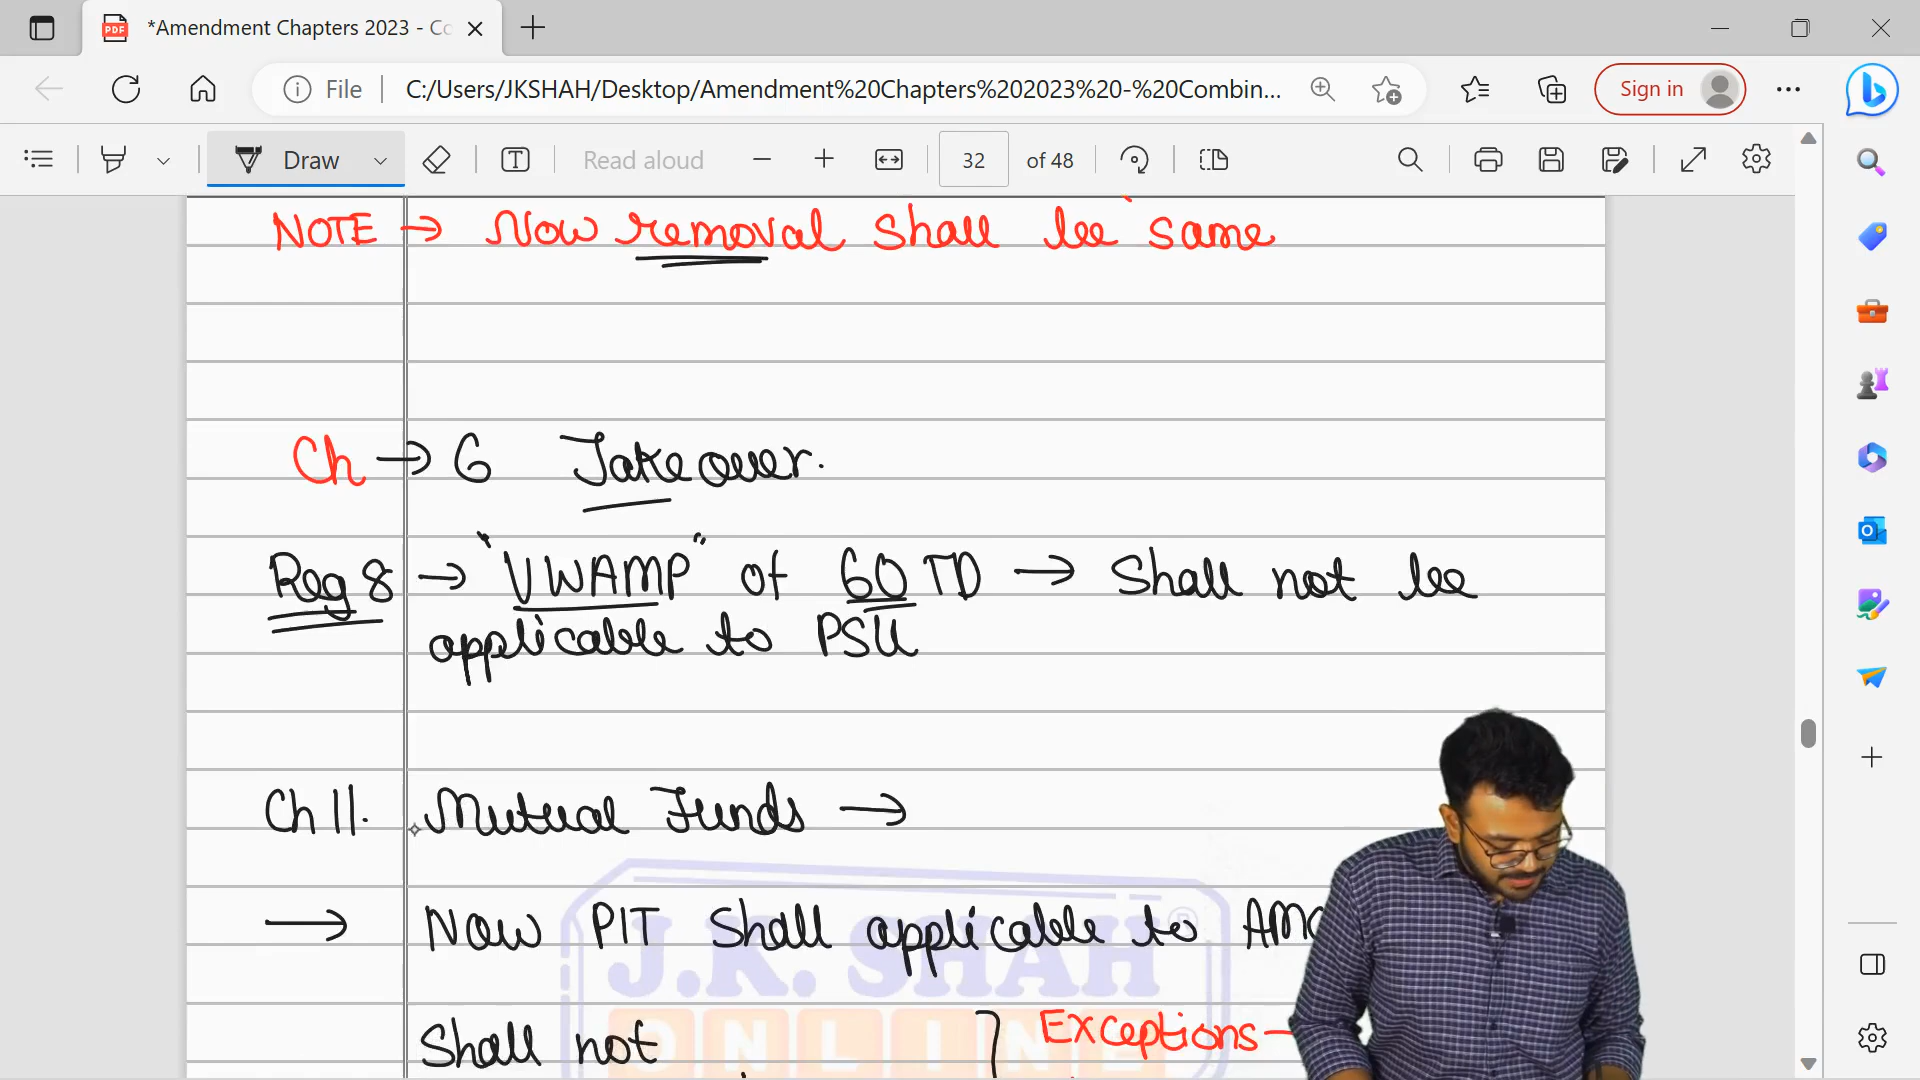 *Amendment Chapters 2023 - Co
File
C:/Users/JKSHAH/Desktop/Amendment%20Chapters%202023%20-%20Combin...
Sign in
Draw
Read aloud
32
of 48
NOTE → Now removal shall be same
Ch → 6 Takeover.
Reg 8 → "VWAMP" of 60 TD → Shall not be
applicable to PSU
Ch 11. Mutual Funds →
→ Now PIT shall applicable to AMC
J.K. SHAH®
ONLINE
Shall not
Exceptions